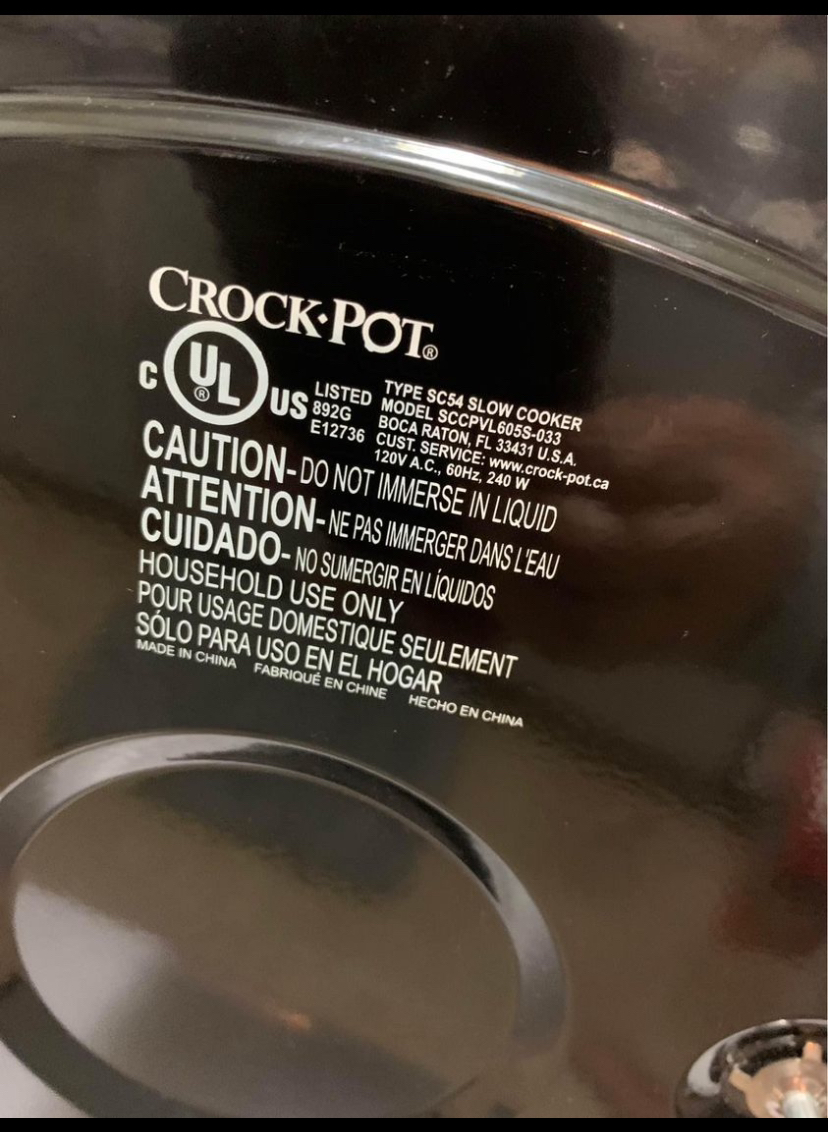 CROCK·POT®
C UL® US
LISTED
892G
E12736
TYPE SC54 SLOW COOKER
MODEL SCCPVL605S-033
BOCA RATON, FL 33431 U.S.A.
CUST. SERVICE: www.crock-pot.ca
120V A.C., 60Hz, 240 W
CAUTION-DO NOT IMMERSE IN LIQUID
ATTENTION-NE PAS IMMERGER DANS L'EAU
CUIDADO-NO SUMERGIR EN LÍQUIDOS
HOUSEHOLD USE ONLY
POUR USAGE DOMESTIQUE SEULEMENT
SÓLO PARA USO EN EL HOGAR
MADE IN CHINA FABRIQUÉ EN CHINE HECHO EN CHINA